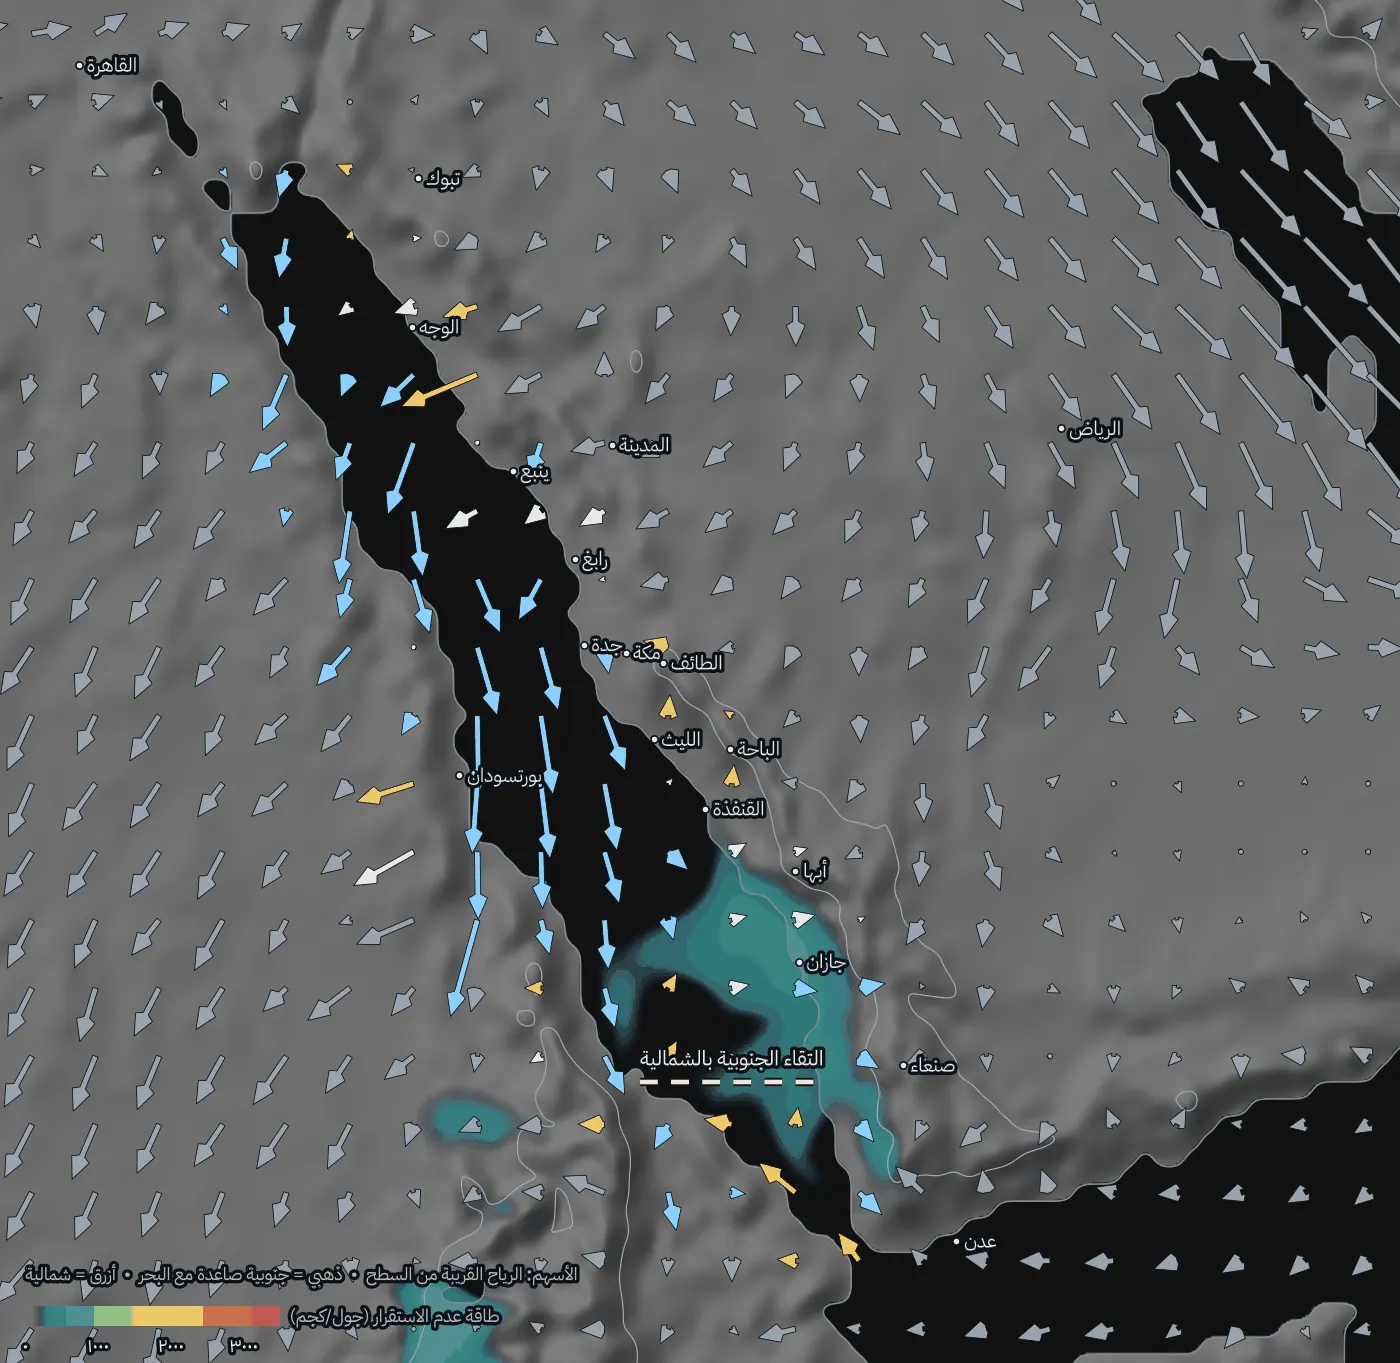 القاهرة
تبوك
الوجه
الرياض
المدينة
ينبع
رابغ
جدة
مكة
الطائف
الليث
الباحة
بورتسودان
القنفذة
أبها
جازان
التقاء الجنوبية بالشمالية
صنعاء
عدن
الأسهم: الرياح القريبة من السطح • ذهبي = جنوبية صاعدة مع البحر • أزرق = شمالية
طاقة عدم الاستقرار (جول/كجم)
٠ ١٠٠٠ ٢٠٠٠ ٣٠٠٠